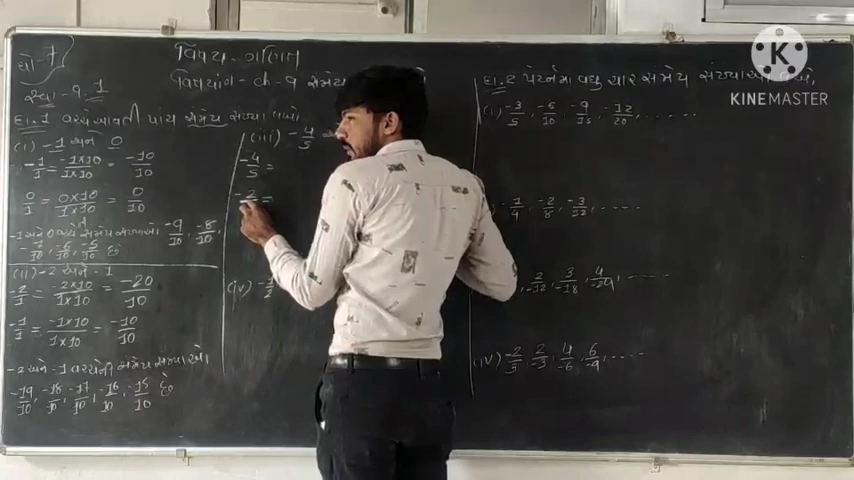 ધો-7
વિષય - ગણિત
વિષયાંગ - ch-9 સમેય
સ્વા - 9.1
દા.1 વચ્ચે આવતી પાંચ સમેય સંખ્યા લખો
(i) -1 અને 0
-1/1 = -1×10/1×10 = -10/10
0/1 = 0×10/1×10 = 0/10
-9/10, -8/10,
-7/10, -6/10, -5/10 છે
(ii) -2 અને -1
-2/1 = -2×10/1×10 = -20/10
-1/1 = -1×10/1×10 = -10/10
-2 અને -1 વચ્ચેની સમેય સંખ્યાઓ
-19/10, -18/10, -17/10, -16/10, -15/10 છે
(iii) -4/5
-4/5 =
-2/ =
(iv) -1/2
દા.2 પેટર્નમાં વધુ ચાર સમેય સંખ્યાઓ
(i) -3/5, -6/10, -9/15, -12/20, ......
-1/4, -2/8, -3/12, .....
2/-12, 3/-18, 4/-24, .....
(iv) -2/3, 2/-3, 4/-6, 6/-9, ....
K
KINEMASTER